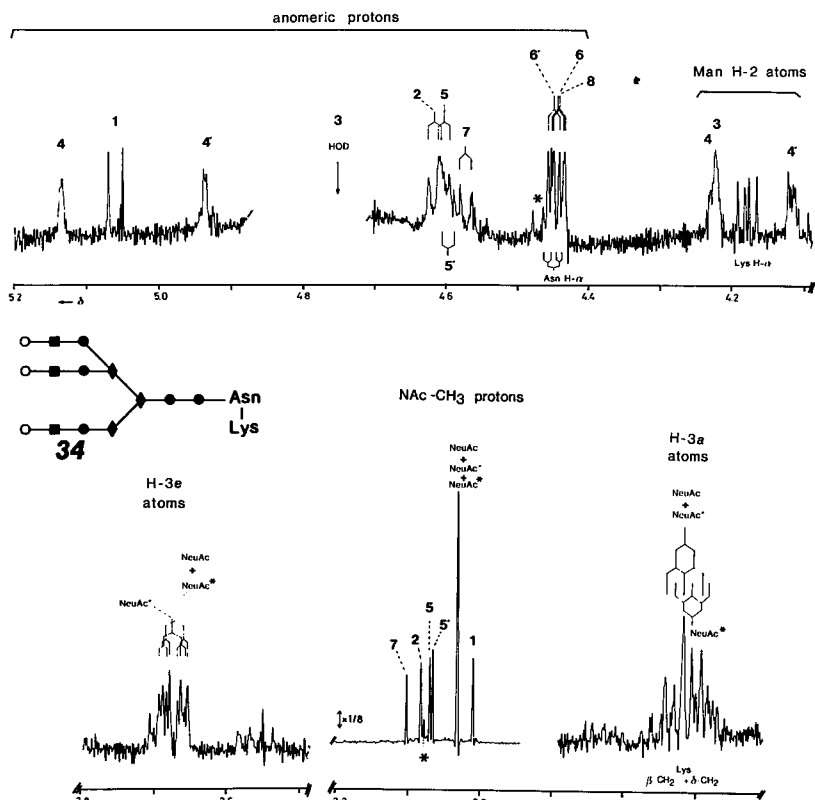 anomeric protons
6' 6
8
*
Man H-2 atoms
2 5
4 1 4' 3 7 4 3 4'
HOD
*
Lys H-α
5'
Asn H-α
5.2 ← δ 5.0 4.8 4.6 4.4 4.2
Asn
Lys
34
H-3e
atoms
NeuAc
+
NeuAc*
NeuAc'
NAc-CH3 protons
NeuAc
+
NeuAc'
+
NeuAc*
7 2 5 5' 1
x1/8
*
H-3a
atoms
NeuAc
+
NeuAc'
NeuAc*
Lys
β CH2 + δ CH2